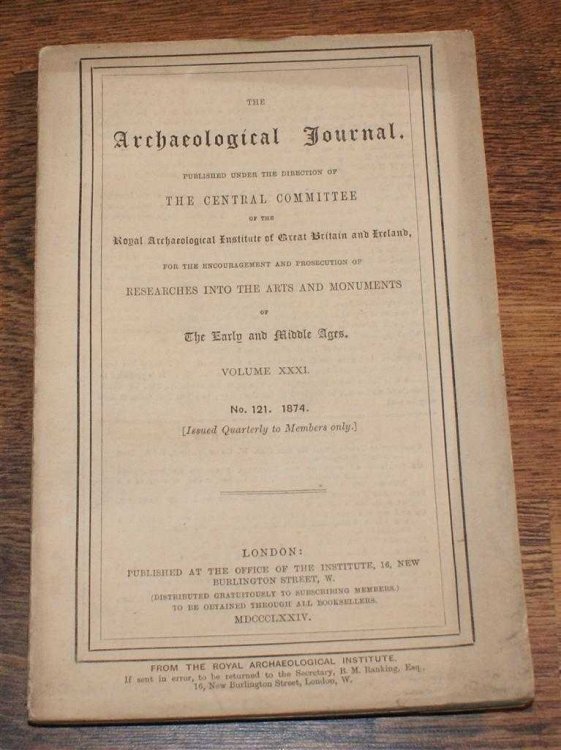 THE
Archaeological Journal.
PUBLISHED UNDER THE DIRECTION OF
THE CENTRAL COMMITTEE
OF THE
Royal Archaeological Institute of Great Britain and Ireland,
FOR THE ENCOURAGEMENT AND PROSECUTION OF
RESEARCHES INTO THE ARTS AND MONUMENTS
OF
The Early and Middle Ages.
VOLUME XXXI.
No. 121. 1874.
[Issued Quarterly to Members only.]
LONDON:
PUBLISHED AT THE OFFICE OF THE INSTITUTE, 16, NEW
BURLINGTON STREET, W.
(DISTRIBUTED GRATUITOUSLY TO SUBSCRIBING MEMBERS.)
TO BE OBTAINED THROUGH ALL BOOKSELLERS.
MDCCCLXXIV.
FROM THE ROYAL ARCHAEOLOGICAL INSTITUTE.
If sent in error, to be returned to the Secretary, B. M. Ranking, Esq.,
16, New Burlington Street, London, W.